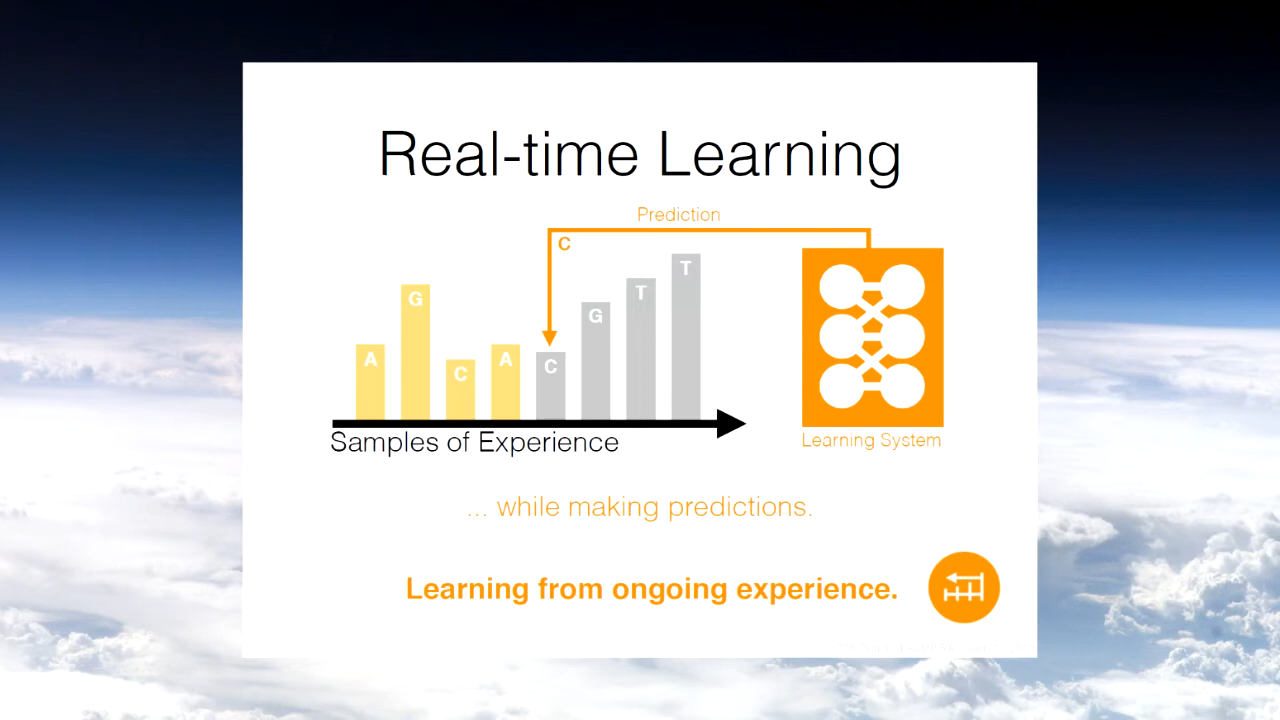 Real-time Learning
Prediction
C
A
G
C
A
C
G
T
T
Samples of Experience
Learning System
... while making predictions.
Learning from ongoing experience.